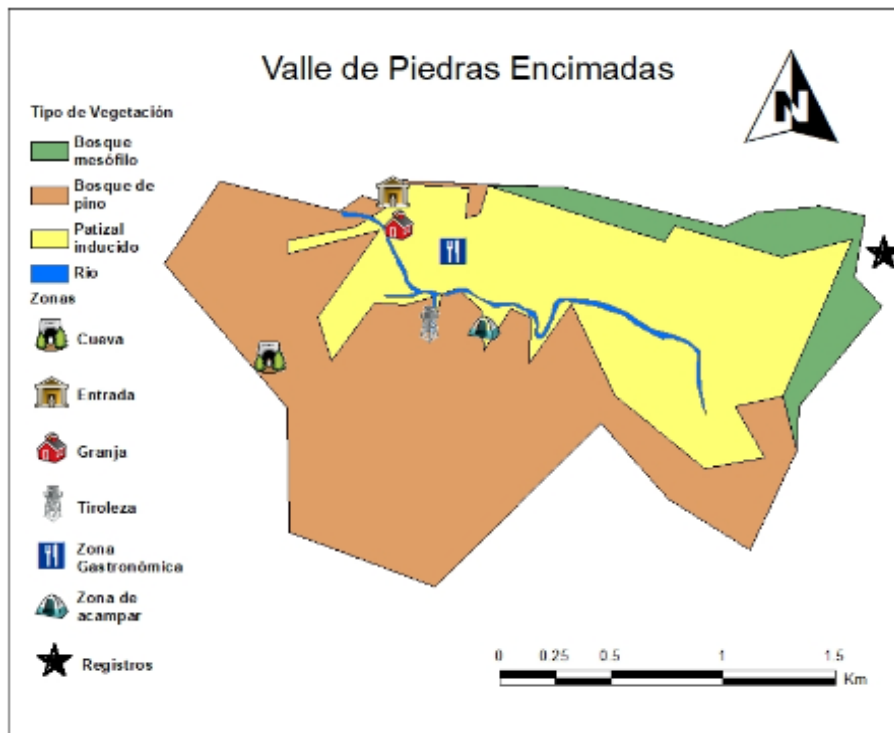 Valle de Piedras Encimadas
N
Tipo de Vegetación
Bosque
mesófilo
Bosque de
pino
Patizal
inducido
Rio
Zonas
Cueva
Entrada
Granja
Tiroleza
Zona
Gastronómica
Zona de
acampar
Registros
0 0.25 0.5 1 1.5
Km